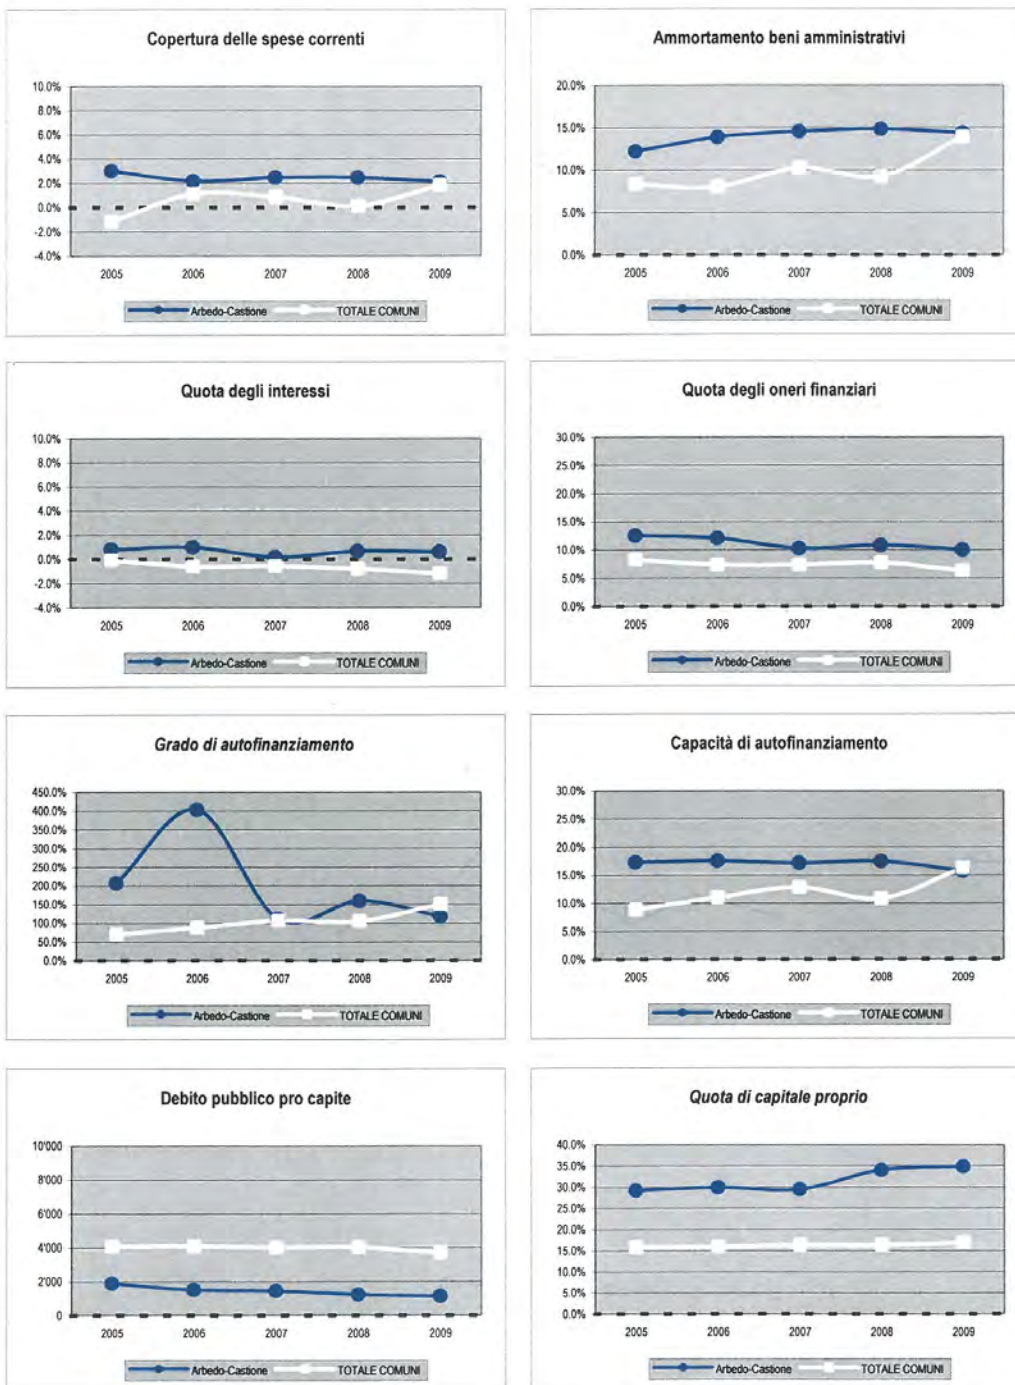 Copertura delle spese correnti
10.0%
8.0%
6.0%
4.0%
2.0%
0.0%
-2.0%
-4.0%
2005 2006 2007 2008 2009
Arbedo-Castione TOTALE COMUNI
Ammortamento beni amministrativi
20.0%
15.0%
10.0%
5.0%
0.0%
2005 2006 2007 2008 2009
Arbedo-Castione TOTALE COMUNI
Quota degli interessi
10.0%
8.0%
6.0%
4.0%
2.0%
0.0%
-2.0%
-4.0%
2005 2006 2007 2008 2009
Arbedo-Castione TOTALE COMUNI
Quota degli oneri finanziari
30.0%
25.0%
20.0%
15.0%
10.0%
5.0%
0.0%
2005 2006 2007 2008 2009
Arbedo-Castione TOTALE COMUNI
Grado di autofinanziamento
450.0%
400.0%
350.0%
300.0%
250.0%
200.0%
150.0%
100.0%
50.0%
0.0%
2005 2006 2007 2008 2009
Arbedo-Castione TOTALE COMUNI
Capacità di autofinanziamento
30.0%
25.0%
20.0%
15.0%
10.0%
5.0%
0.0%
2005 2006 2007 2008 2009
Arbedo-Castione TOTALE COMUNI
Debito pubblico pro capite
10'000
8'000
6'000
4'000
2'000
0
2005 2006 2007 2008 2009
Arbedo-Castione TOTALE COMUNI
Quota di capitale proprio
40.0%
35.0%
30.0%
25.0%
20.0%
15.0%
10.0%
5.0%
0.0%
2005 2006 2007 2008 2009
Arbedo-Castione TOTALE COMUNI